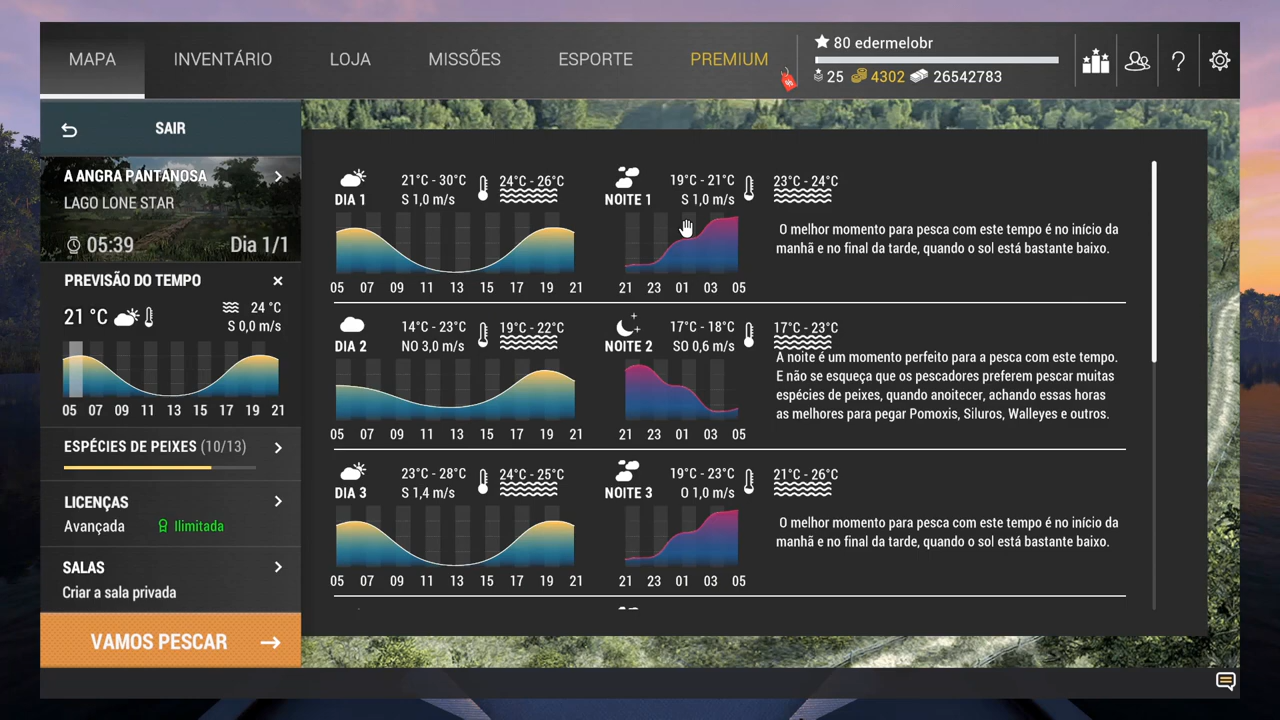 MAPA
INVENTÁRIO
LOJA
MISSÕES
ESPORTE
PREMIUM
80 edermelobr
25 4302 26542783
SAIR
A ANGRA PANTANOSA
LAGO LONE STAR
05:39 Dia 1/1
PREVISÃO DO TEMPO
21 °C
24 °C
S 0,0 m/s
05 07 09 11 13 15 17 19 21
ESPÉCIES DE PEIXES (10/13)
LICENÇAS
Avançada Ilimitada
SALAS
Criar a sala privada
VAMOS PESCAR
DIA 1
21°C - 30°C
S 1,0 m/s
24°C - 26°C
05 07 09 11 13 15 17 19 21
NOITE 1
19°C - 21°C
S 1,0 m/s
23°C - 24°C
21 23 01 03 05
O melhor momento para pesca com este tempo é no início da
manhã e no final da tarde, quando o sol está bastante baixo.
DIA 2
14°C - 23°C
NO 3,0 m/s
19°C - 22°C
05 07 09 11 13 15 17 19 21
NOITE 2
17°C - 18°C
SO 0,6 m/s
17°C - 23°C
21 23 01 03 05
A noite é um momento perfeito para a pesca com este tempo.
E não se esqueça que os pescadores preferem pescar muitas
espécies de peixes, quando anoitecer, achando essas horas
as melhores para pegar Pomoxis, Siluros, Walleyes e outros.
DIA 3
23°C - 28°C
S 1,4 m/s
24°C - 25°C
05 07 09 11 13 15 17 19 21
NOITE 3
19°C - 23°C
O 1,0 m/s
21°C - 26°C
21 23 01 03 05
O melhor momento para pesca com este tempo é no início da
manhã e no final da tarde, quando o sol está bastante baixo.